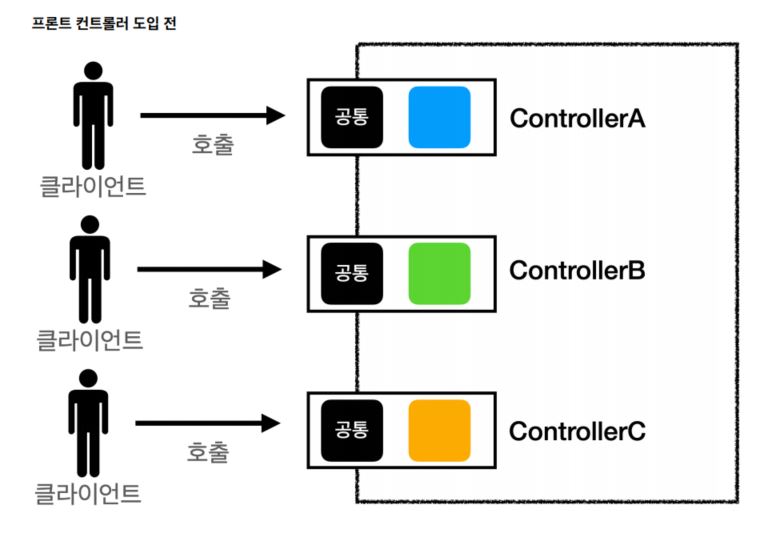 프론트 컨트롤러 도입 전
공통
ControllerA
호출
클라이언트
공통
ControllerB
호출
클라이언트
공통
ControllerC
호출
클라이언트